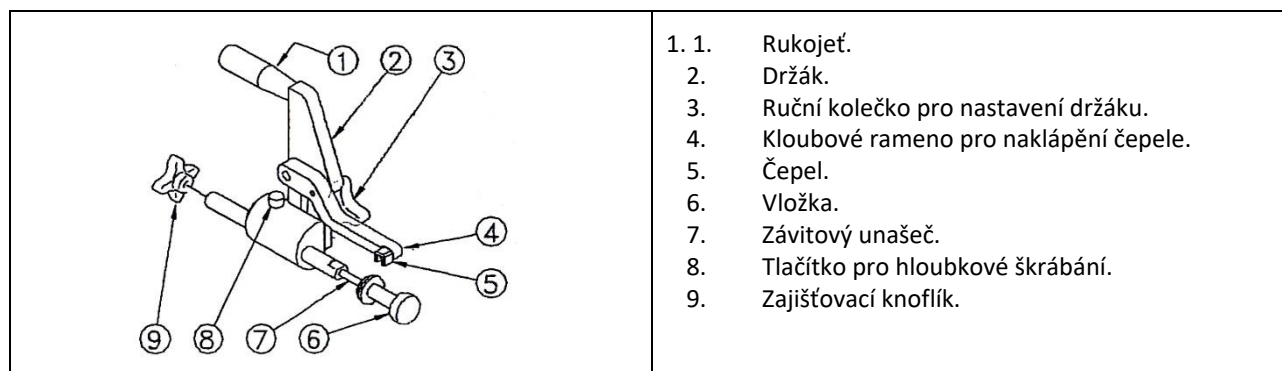 1
2
3
4
5
6
7
8
9
1. 1. Rukojeť.
2. Držák.
3. Ruční kolečko pro nastavení držáku.
4. Kloubové rameno pro naklápění čepele.
5. Čepel.
6. Vložka.
7. Závitový unašeč.
8. Tlačítko pro hloubkové škrábání.
9. Zajišťovací knoflík.